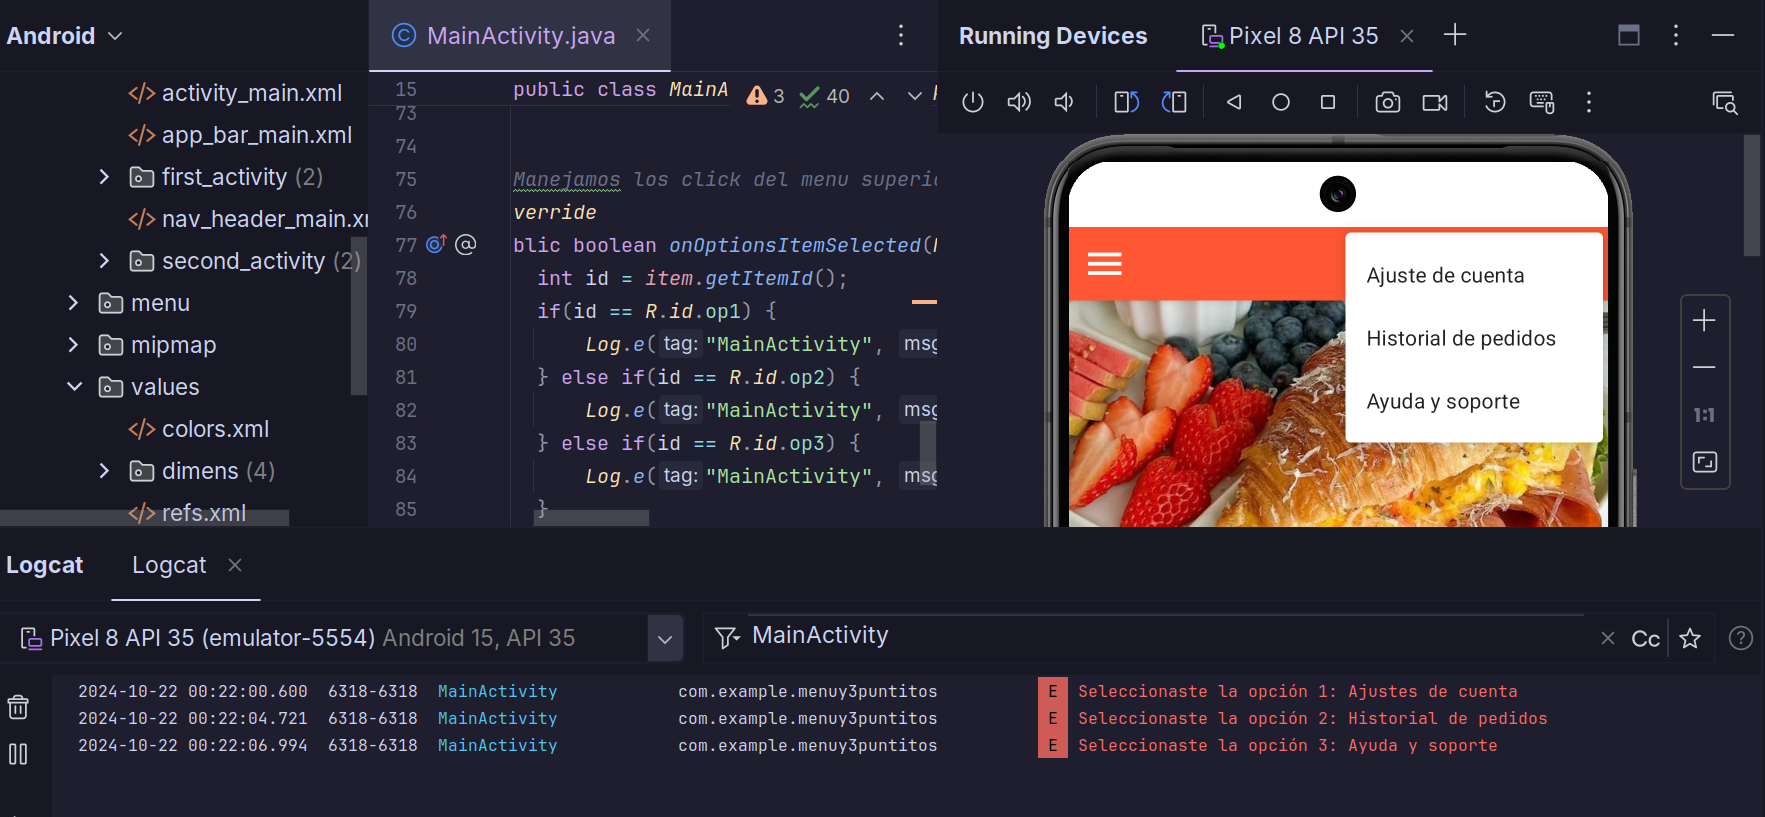 Android
MainActivity.java
Running Devices
Pixel 8 API 35
activity_main.xml
app_bar_main.xml
first_activity (2)
nav_header_main.x
second_activity (2)
menu
mipmap
values
colors.xml
dimens (4)
refs.xml
15 public class MainA
3 40
73
74
75 Manejamos los click del menu superi
76 verride
77 blic boolean onOptionsItemSelected(
78 int id = item.getItemId();
79 if(id == R.id.op1) {
80 Log.e( tag: "MainActivity", msg
81 } else if(id == R.id.op2) {
82 Log.e( tag: "MainActivity", msg
83 } else if(id == R.id.op3) {
84 Log.e( tag: "MainActivity", msg
85 }
Ajuste de cuenta
Historial de pedidos
Ayuda y soporte
1:1
Logcat
Logcat
Pixel 8 API 35 (emulator-5554) Android 15, API 35
MainActivity
Cc
2024-10-22 00:22:00.600 6318-6318 MainActivity com.example.menuy3puntitos E Seleccionaste la opción 1: Ajustes de cuenta
2024-10-22 00:22:04.721 6318-6318 MainActivity com.example.menuy3puntitos E Seleccionaste la opción 2: Historial de pedidos
2024-10-22 00:22:06.994 6318-6318 MainActivity com.example.menuy3puntitos E Seleccionaste la opción 3: Ayuda y soporte